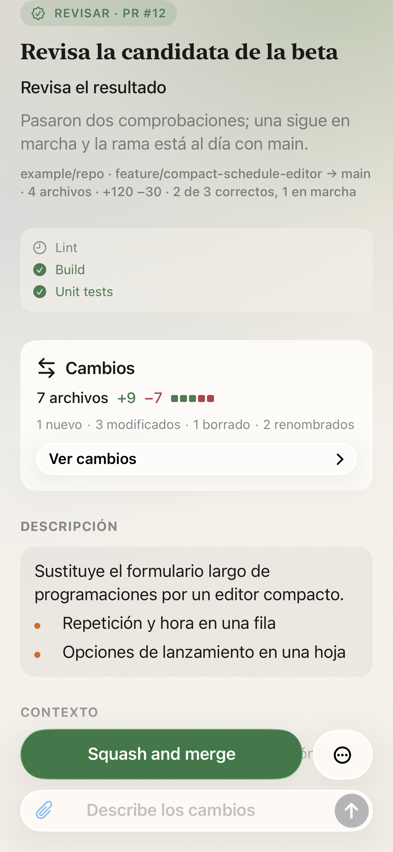 REVISAR · PR #12
Revisa la candidata de la beta
Revisa el resultado
Pasaron dos comprobaciones; una sigue en
marcha y la rama está al día con main.
example/repo · feature/compact-schedule-editor → main
· 4 archivos · +120 −30 · 2 de 3 correctos, 1 en marcha
Lint
Build
Unit tests
Cambios
7 archivos +9 −7
1 nuevo · 3 modificados · 1 borrado · 2 renombrados
Ver cambios
DESCRIPCIÓN
Sustituye el formulario largo de
programaciones por un editor compacto.
• Repetición y hora en una fila
• Opciones de lanzamiento en una hoja
CONTEXTO
Squash and merge
Describe los cambios